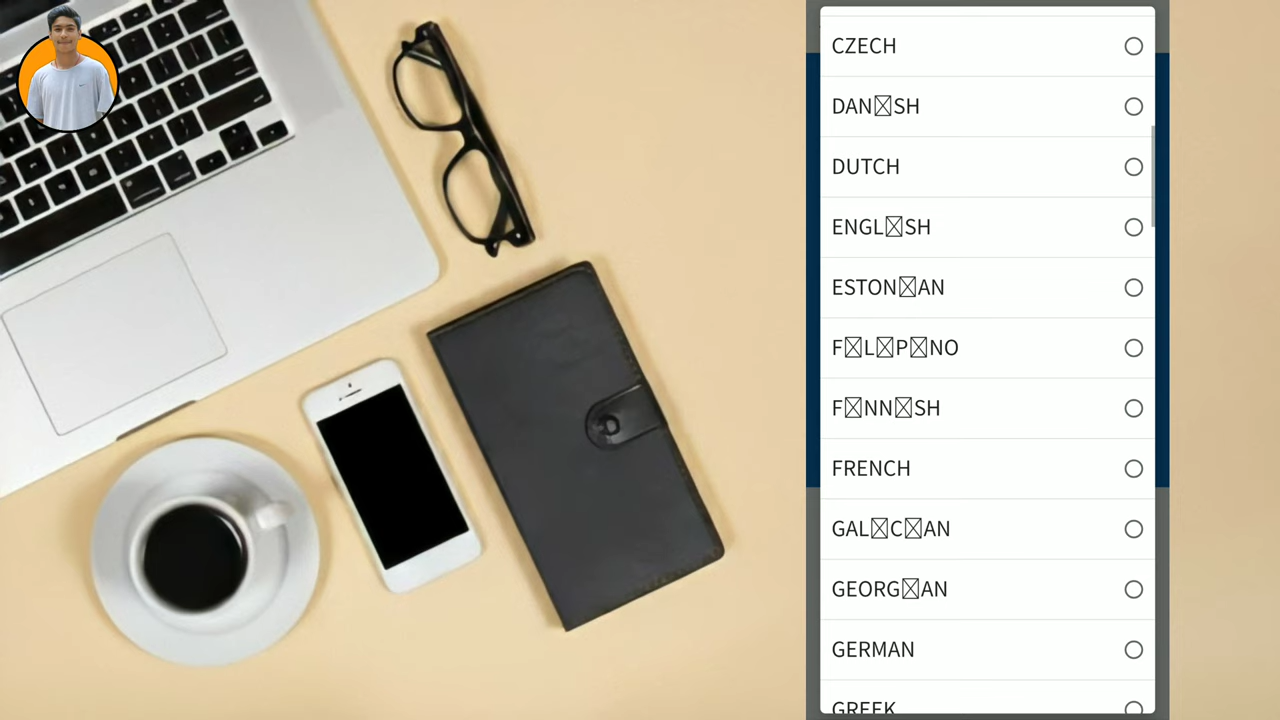 CZECH
DAN☒SH
DUTCH
ENGL☒SH
ESTON☒AN
F☒L☒P☒NO
F☒NN☒SH
FRENCH
GAL☒C☒AN
GEORG☒AN
GERMAN
GREEK